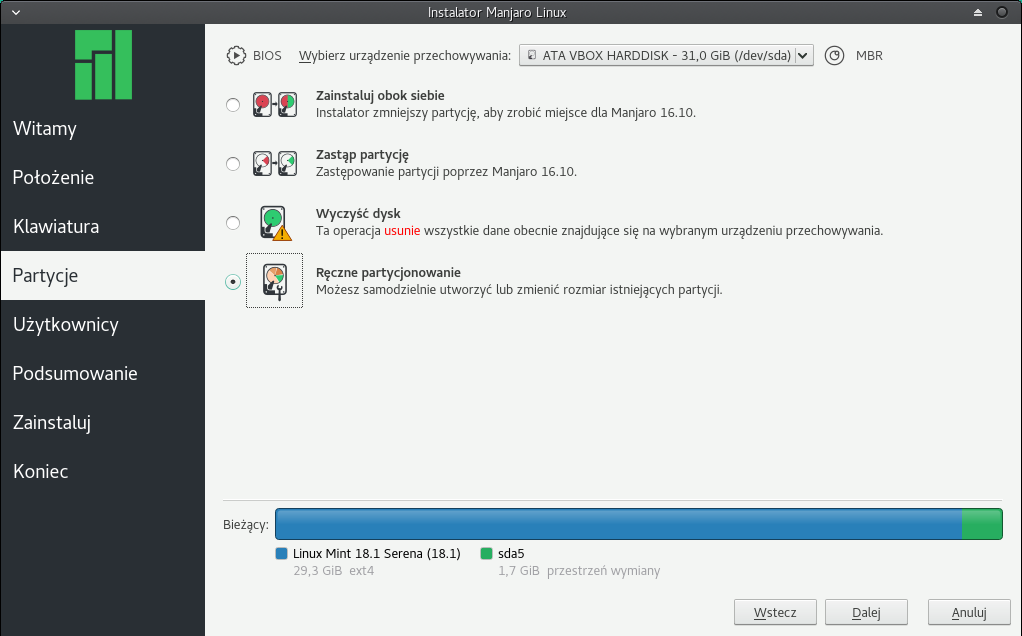 Instalator Manjaro Linux
Witamy
Położenie
Klawiatura
Partycje
Użytkownicy
Podsumowanie
Zainstaluj
Koniec
BIOS Wybierz urządzenie przechowywania: ATA VBOX HARDDISK - 31,0 GiB (/dev/sda) MBR
Zainstaluj obok siebie
Instalator zmniejszy partycję, aby zrobić miejsce dla Manjaro 16.10.
Zastąp partycję
Zastępowanie partycji poprzez Manjaro 16.10.
Wyczyść dysk
Ta operacja usunie wszystkie dane obecnie znajdujące się na wybranym urządzeniu przechowywania.
Ręczne partycjonowanie
Możesz samodzielnie utworzyć lub zmienić rozmiar istniejących partycji.
Bieżący:
Linux Mint 18.1 Serena (18.1) sda5
29,3 GiB ext4 1,7 GiB przestrzeń wymiany
Wstecz Dalej Anuluj